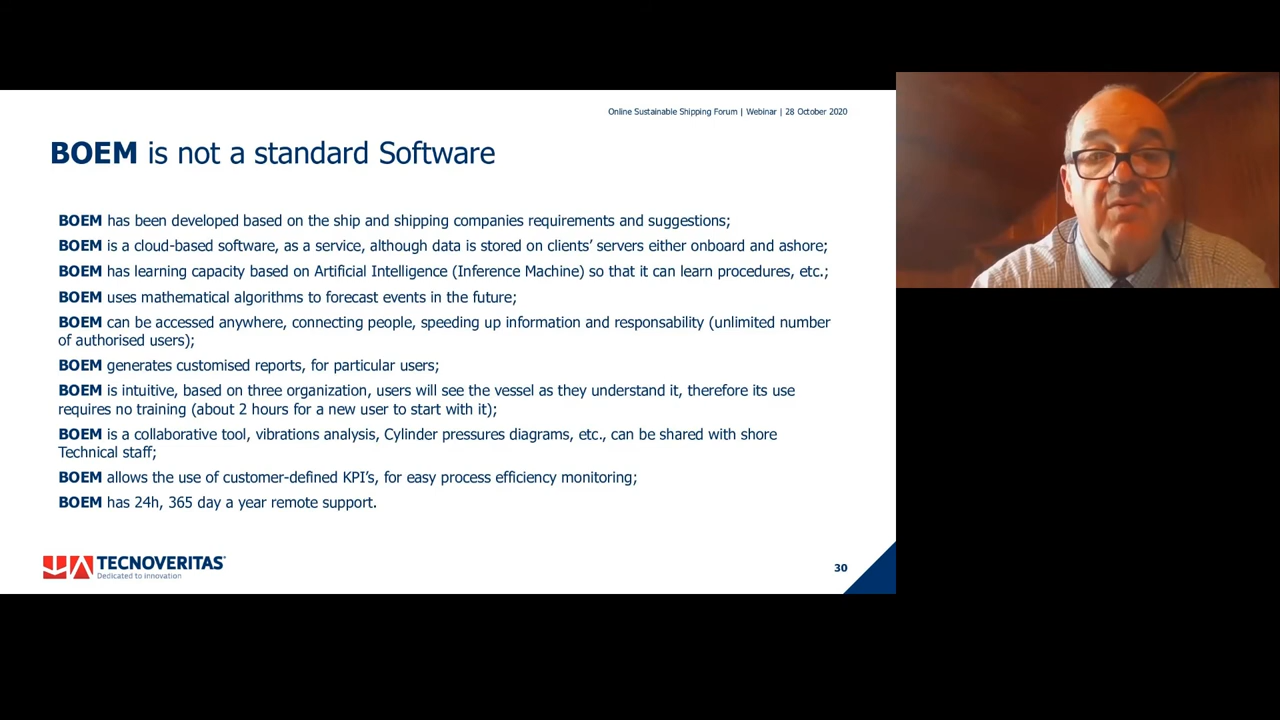 Online Sustainable Shipping Forum | Webinar | 28 October 2020
BOEM is not a standard Software
BOEM has been developed based on the ship and shipping companies requirements and suggestions;
BOEM is a cloud-based software, as a service, although data is stored on clients’ servers either onboard and ashore;
BOEM has learning capacity based on Artificial Intelligence (Inference Machine) so that it can learn procedures, etc.;
BOEM uses mathematical algorithms to forecast events in the future;
BOEM can be accessed anywhere, connecting people, speeding up information and responsability (unlimited number
of authorised users);
BOEM generates customised reports, for particular users;
BOEM is intuitive, based on three organization, users will see the vessel as they understand it, therefore its use
requires no training (about 2 hours for a new user to start with it);
BOEM is a collaborative tool, vibrations analysis, Cylinder pressures diagrams, etc., can be shared with shore
Technical staff;
BOEM allows the use of customer-defined KPI’s, for easy process efficiency monitoring;
BOEM has 24h, 365 day a year remote support.
TECNOVERITAS®
Dedicated to Innovation
30